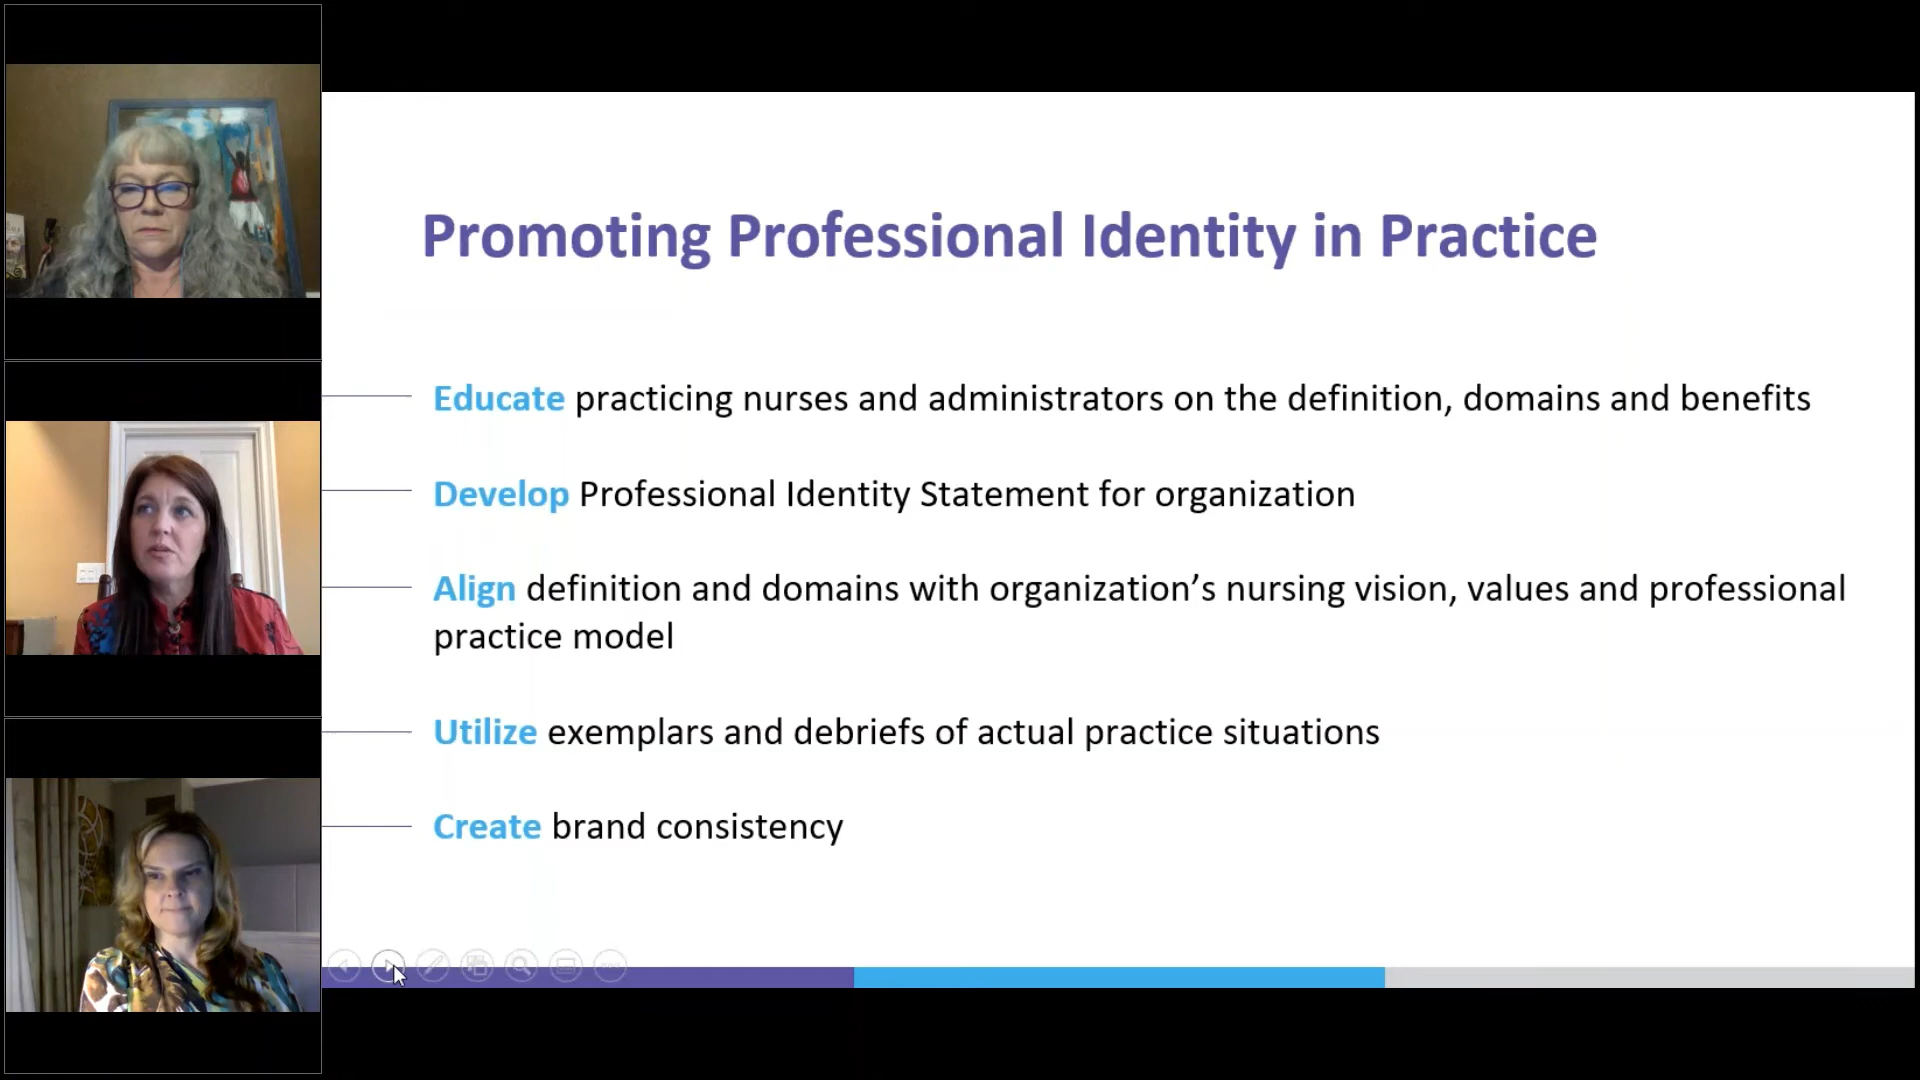 Promoting Professional Identity in Practice
Educate practicing nurses and administrators on the definition, domains and benefits
Develop Professional Identity Statement for organization
Align definition and domains with organization’s nursing vision, values and professional
practice model
Utilize exemplars and debriefs of actual practice situations
Create brand consistency